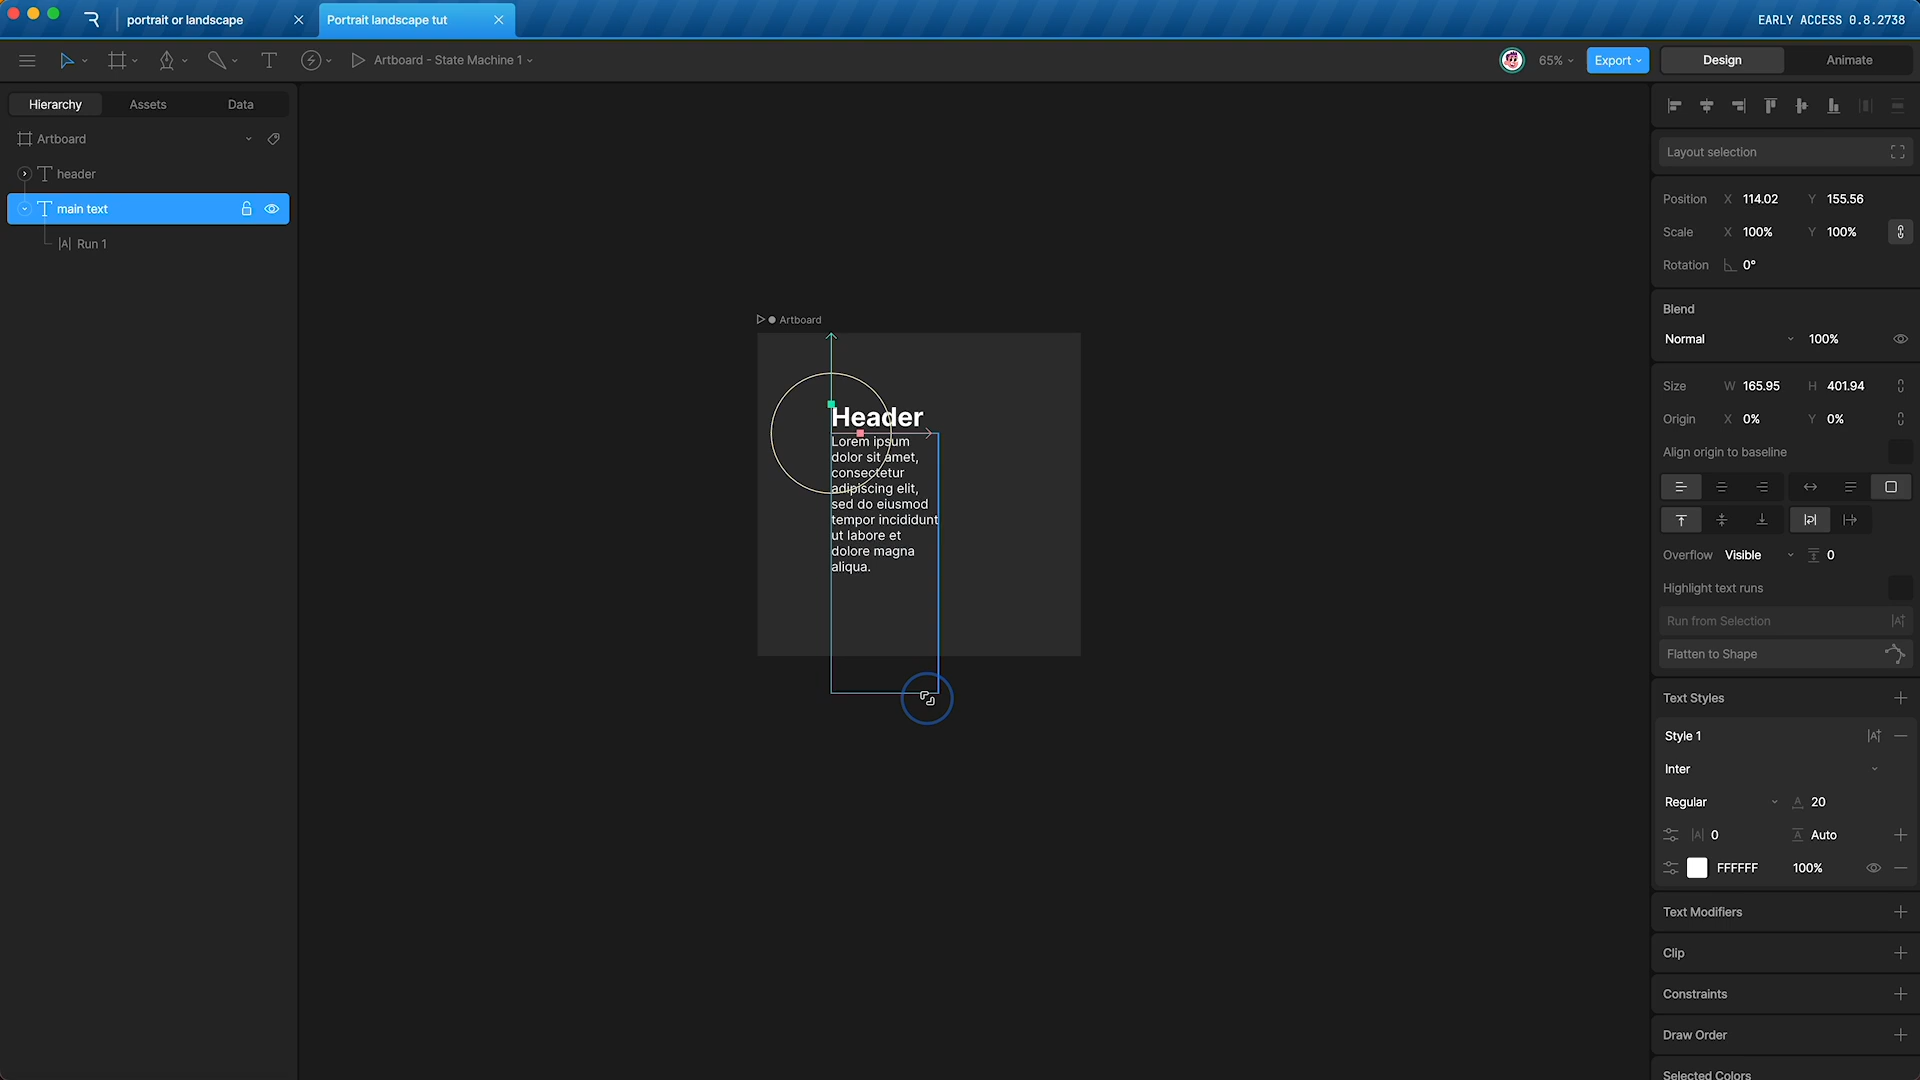 portrait or landscape
Portrait landscape tut
EARLY ACCESS 0.8.2738
Artboard - State Machine 1
65%
Export
Design
Animate
Hierarchy
Assets
Data
Artboard
header
main text
Run 1
Artboard
Header
Lorem ipsum
dolor sit amet,
consectetur
adipiscing elit,
sed do eiusmod
tempor incididunt
ut labore et
dolore magna
aliqua.
Layout selection
Position X 114.02 Y 155.56
Scale X 100% Y 100%
Rotation 0°
Blend
Normal 100%
Size W 165.95 H 401.94
Origin X 0% Y 0%
Align origin to baseline
Overflow Visible 0
Highlight text runs
Run from Selection
Flatten to Shape
Text Styles
Style 1
Inter
Regular 20
0 Auto
FFFFFF 100%
Text Modifiers
Clip
Constraints
Draw Order
Selected Colors